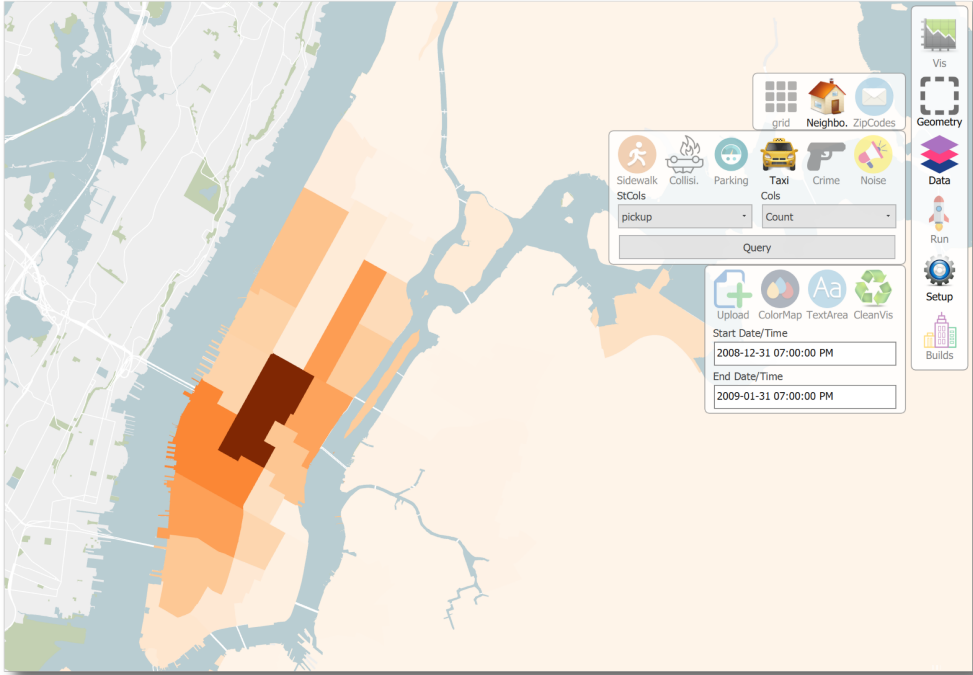 Vis
grid Neighbo. ZipCodes
Geometry
Sidewalk Collisi. Parking Taxi Crime Noise
Data
StCols Cols
pickup Count
Run
Query
Setup
Aa
Upload ColorMap TextArea CleanVis
Start Date/Time
2008-12-31 07:00:00 PM
Builds
End Date/Time
2009-01-31 07:00:00 PM